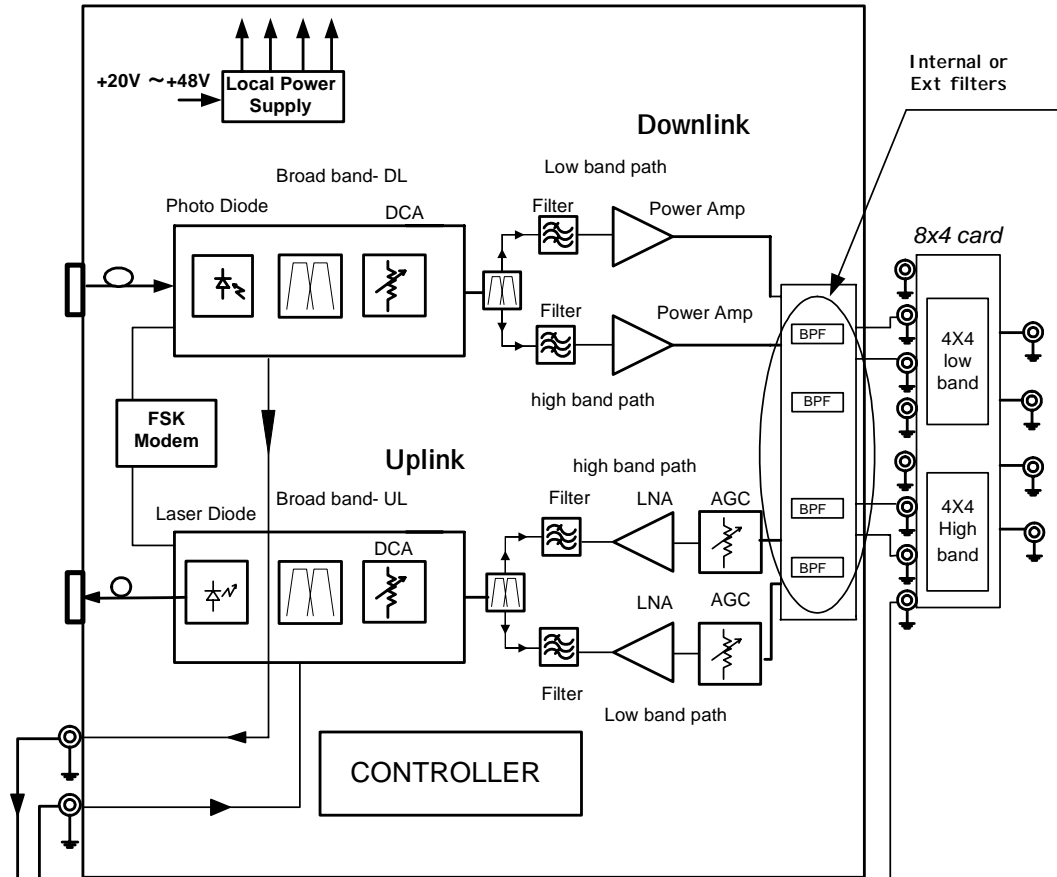 +20V ～+48V
Local Power
Supply
Internal or
Ext filters
Downlink
Low band path
Broad band- DL
Photo Diode
DCA
Filter
Power Amp
8x4 card
Filter
Power Amp
BPF
4X4
low
band
high band path
BPF
FSK
Modem
Uplink
high band path
Broad band- UL
Filter
LNA
AGC
Laser Diode
BPF
4X4
High
band
DCA
BPF
LNA
AGC
Filter
Low band path
CONTROLLER